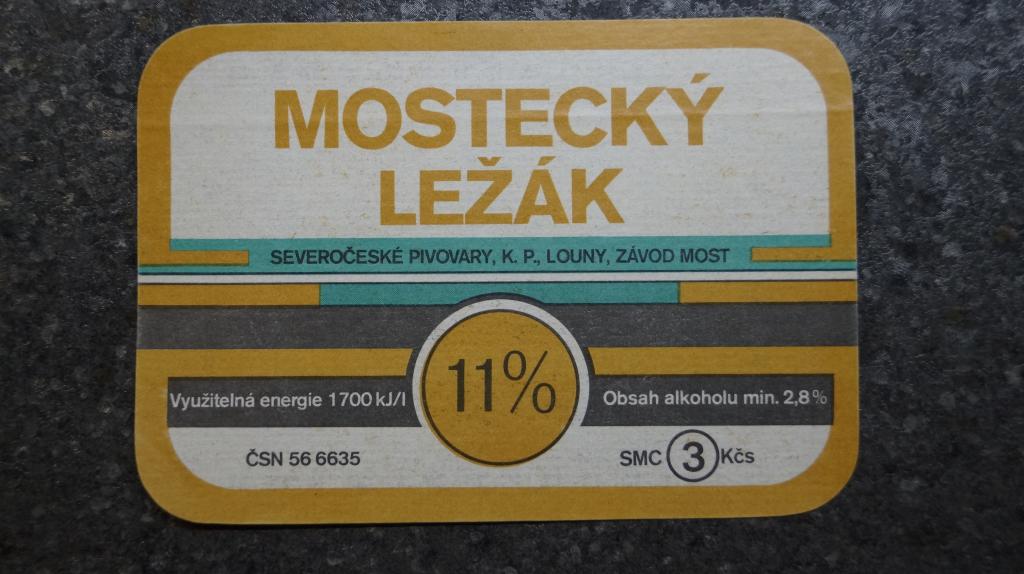 MOSTECKÝ
LEŽÁK
SEVEROČESKÉ PIVOVARY, K. P., LOUNY, ZÁVOD MOST
11%
Využitelná energie 1700 kJ/l
Obsah alkoholu min. 2,8%
ČSN 56 6635
SMC 3 Kčs